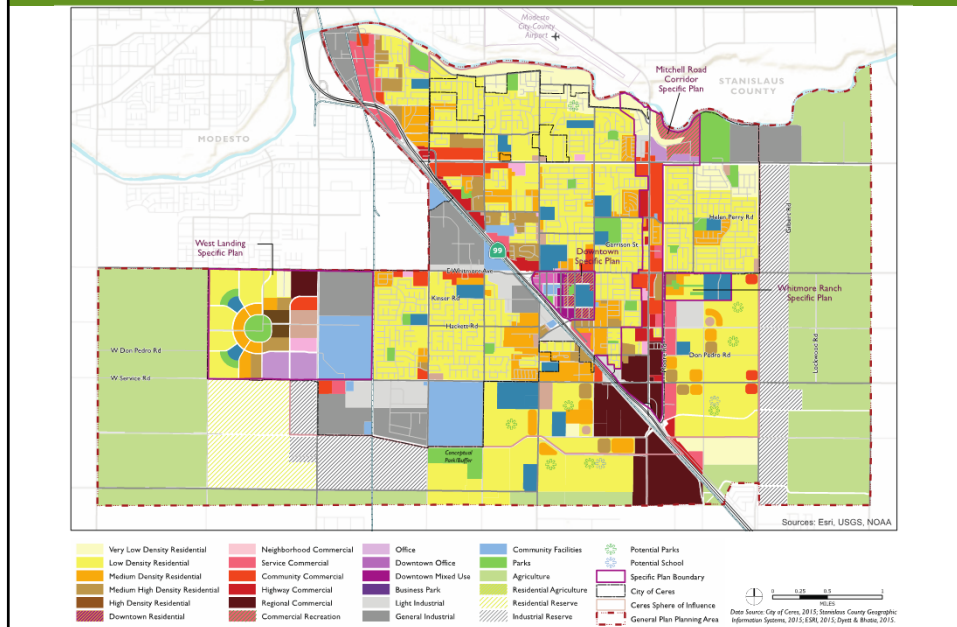 Modesto
City-County
Airport
Mitchell Road
Corridor
Specific Plan
STANISLAUS
COUNTY
MODESTO
Helen Perry Rd
Gilbert Rd
West Landing
Specific Plan
99
Garrison St
Downtown
Specific Plan
E Whitmore Ave
Whitmore Ranch
Specific Plan
Kinser Rd
Hackett Rd
W Don Pedro Rd
Don Pedro Rd
Lockwood Rd
W Service Rd
Conceptual
Park/Buffer
Sources: Esri, USGS, NOAA
Very Low Density Residential
Low Density Residential
Medium Density Residential
Medium High Density Residential
High Density Residential
Downtown Residential
Neighborhood Commercial
Service Commercial
Community Commercial
Highway Commercial
Regional Commercial
Commercial Recreation
Office
Downtown Office
Downtown Mixed Use
Business Park
Light Industrial
General Industrial
Community Facilities
Parks
Agriculture
Residential Agriculture
Residential Reserve
Industrial Reserve
Potential Parks
Potential School
Specific Plan Boundary
City of Ceres
Ceres Sphere of Influence
General Plan Planning Area
0 0.25 0.5 1
MILES
Data Source: City of Ceres, 2015; Stanislaus County Geographic
Information Systems, 2015; ESRI, 2015; Dyett & Bhatia, 2015.